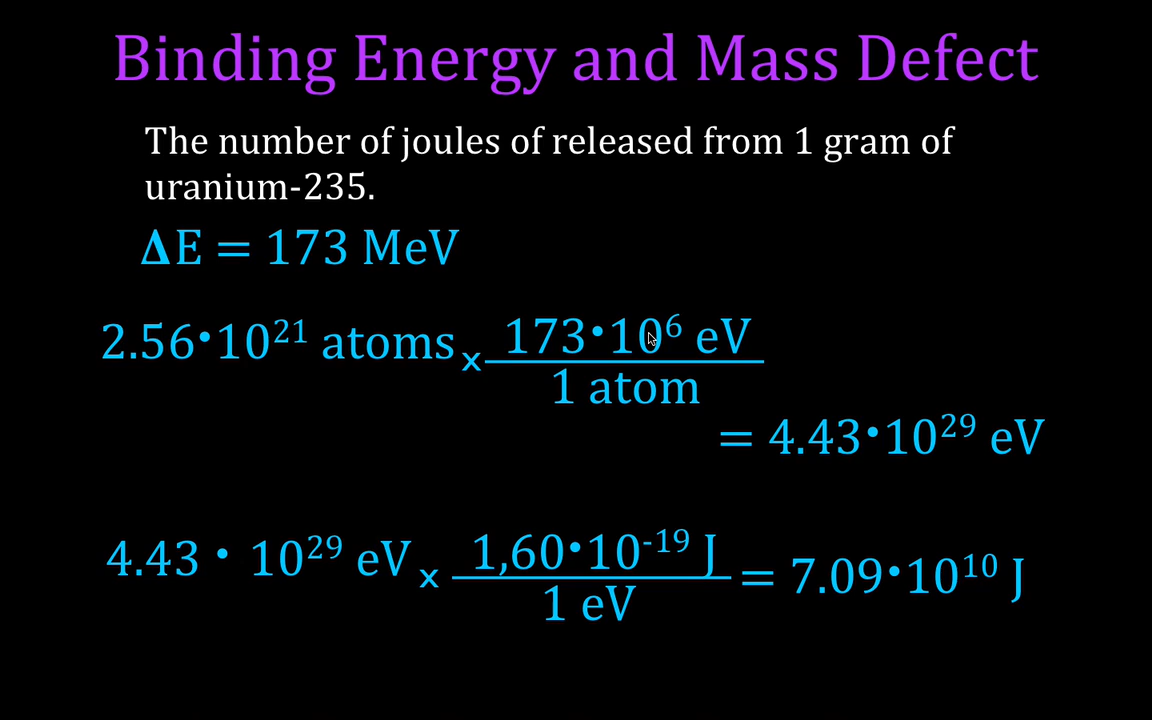 Binding Energy and Mass Defect
The number of joules of released from 1 gram of
uranium-235.
ΔE = 173 MeV
2.56•10²¹ atoms x 173•10⁶ eV
1 atom
= 4.43•10²⁹ eV
4.43 • 10²⁹ eV x 1,60•10⁻¹⁹ J = 7.09•10¹⁰ J
1 eV